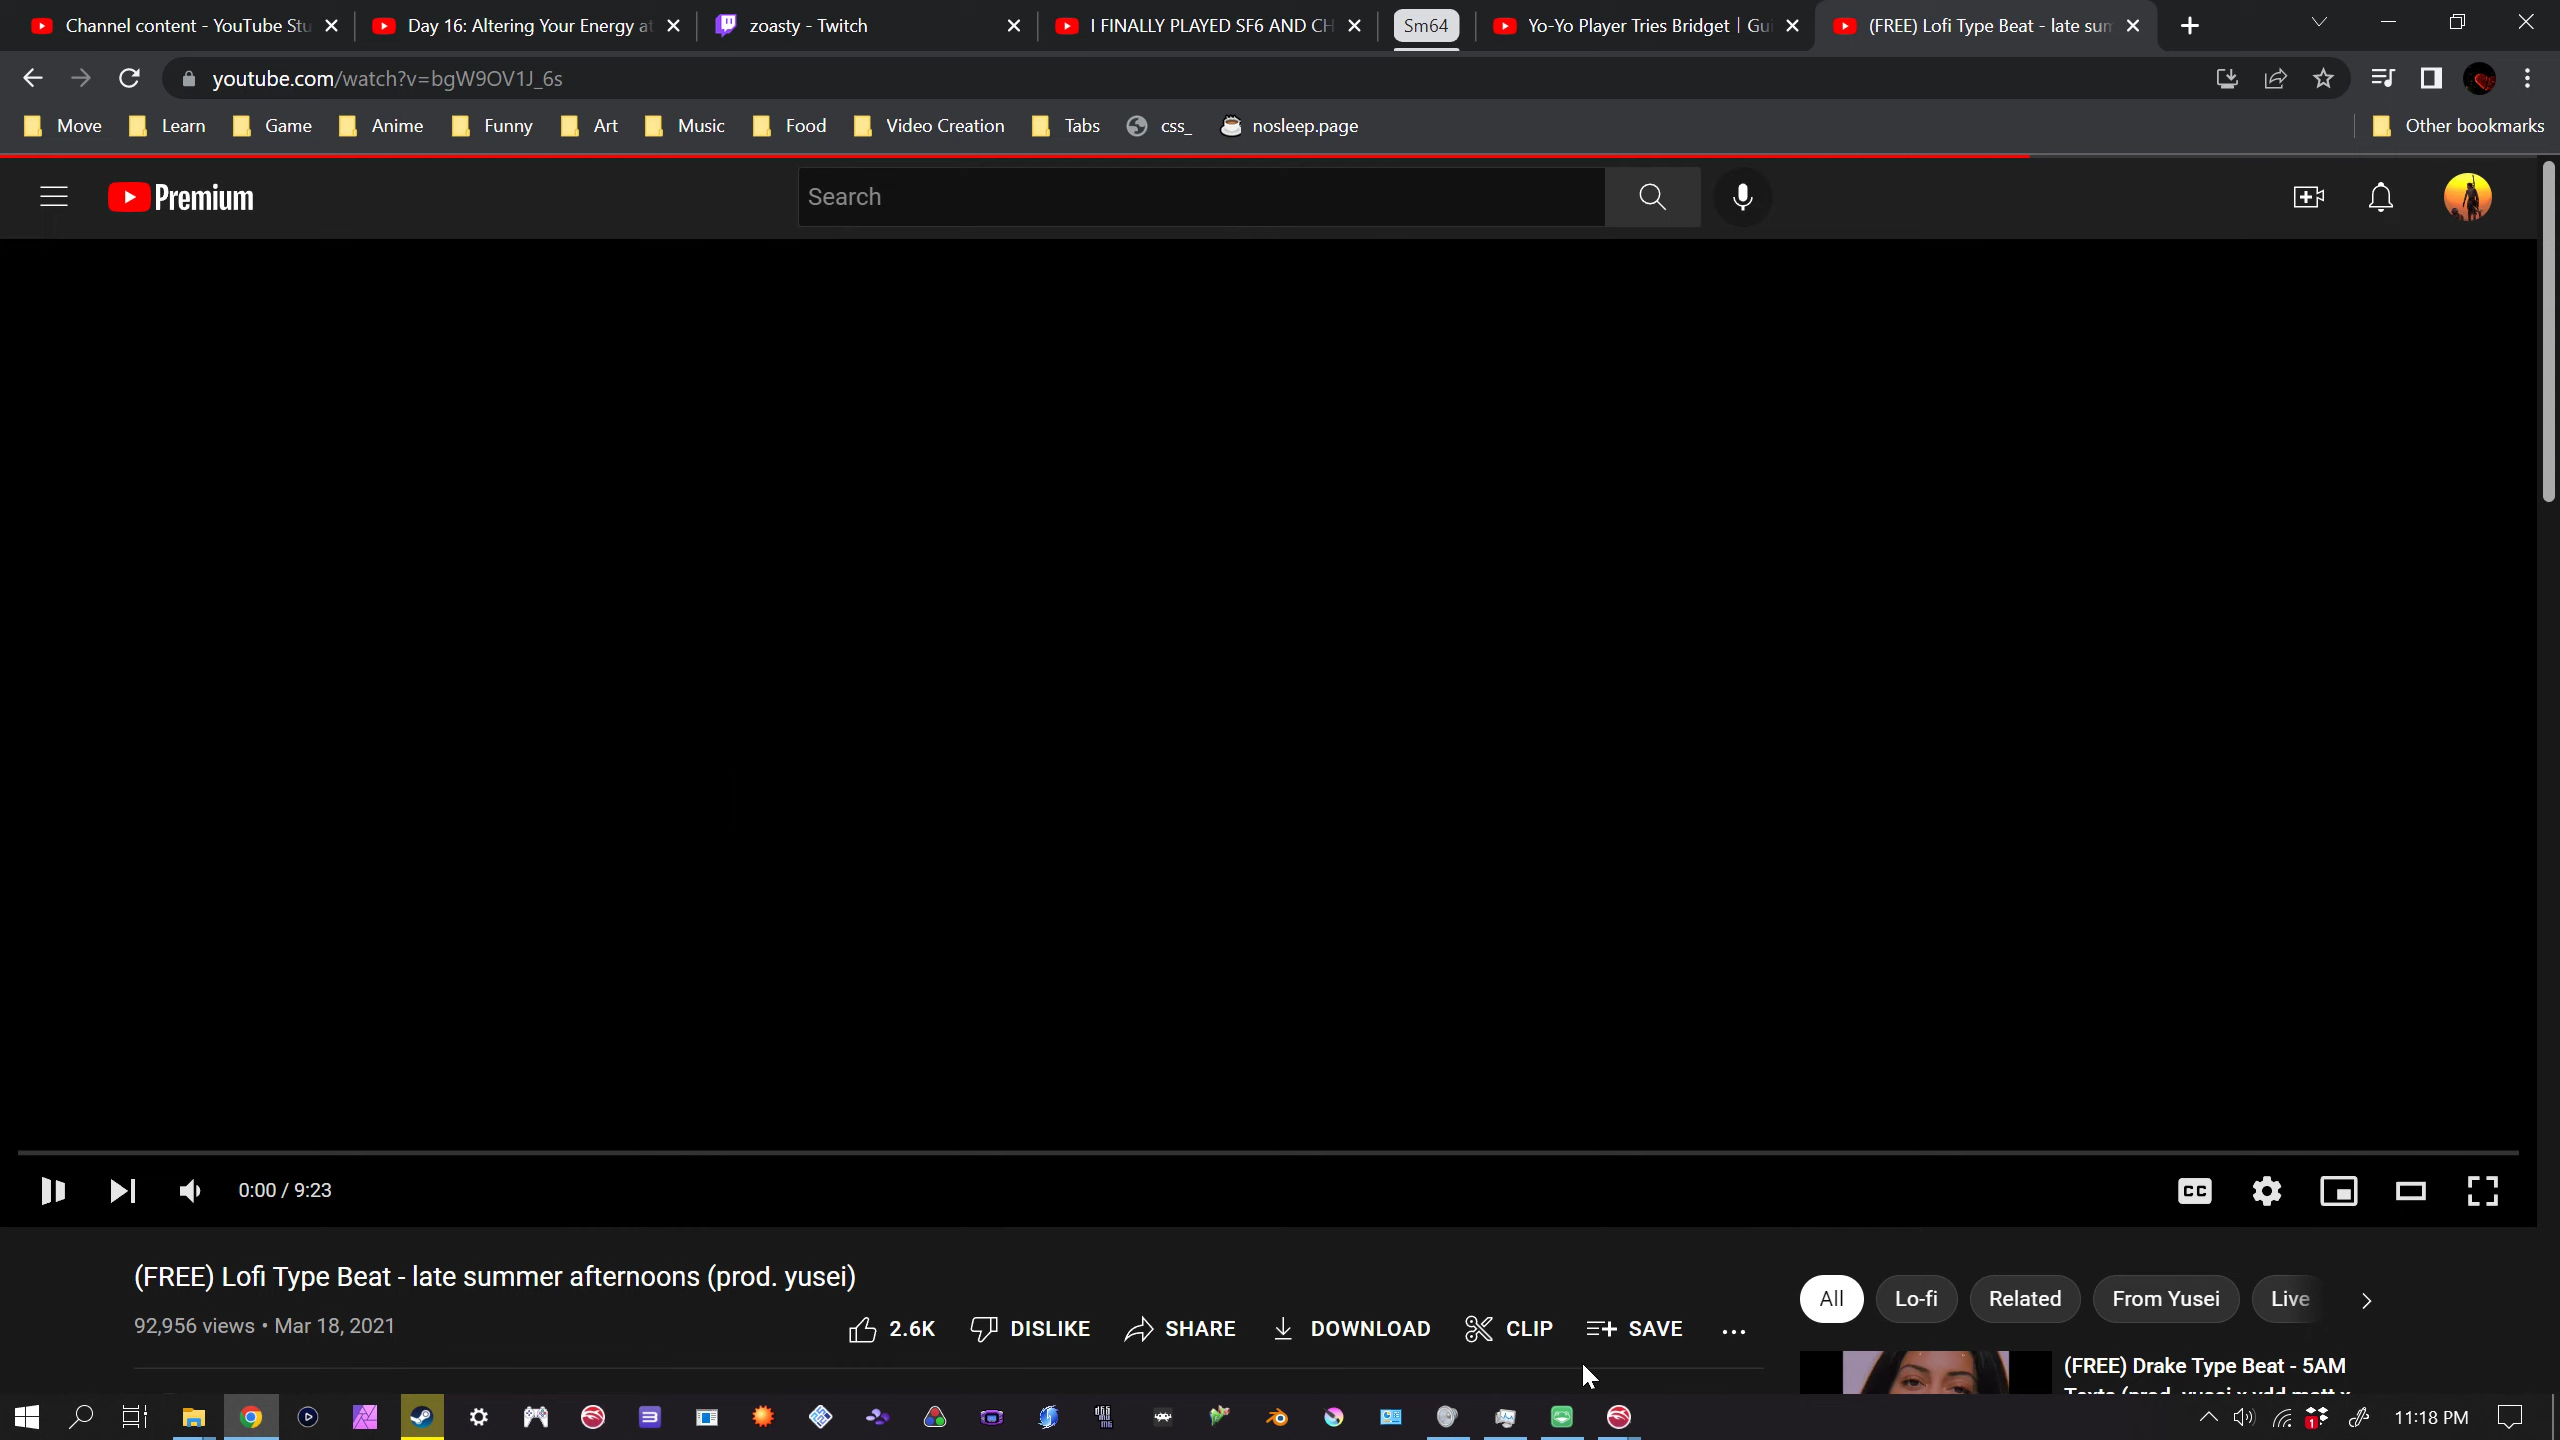 Channel content - YouTube Stu
Day 16: Altering Your Energy at
zoasty - Twitch
I FINALLY PLAYED SF6 AND CH
Sm64
Yo-Yo Player Tries Bridget | Gui
(FREE) Lofi Type Beat - late sum
youtube.com/watch?v=bgW9OV1J_6s
Move
Learn
Game
Anime
Funny
Art
Music
Food
Video Creation
Tabs
css_
nosleep.page
Other bookmarks
Premium
Search
0:00 / 9:23
CC
(FREE) Lofi Type Beat - late summer afternoons (prod. yusei)
92,956 views • Mar 18, 2021
2.6K
DISLIKE
SHARE
DOWNLOAD
CLIP
SAVE
All
Lo-fi
Related
From Yusei
Live
(FREE) Drake Type Beat - 5AM
11:18 PM